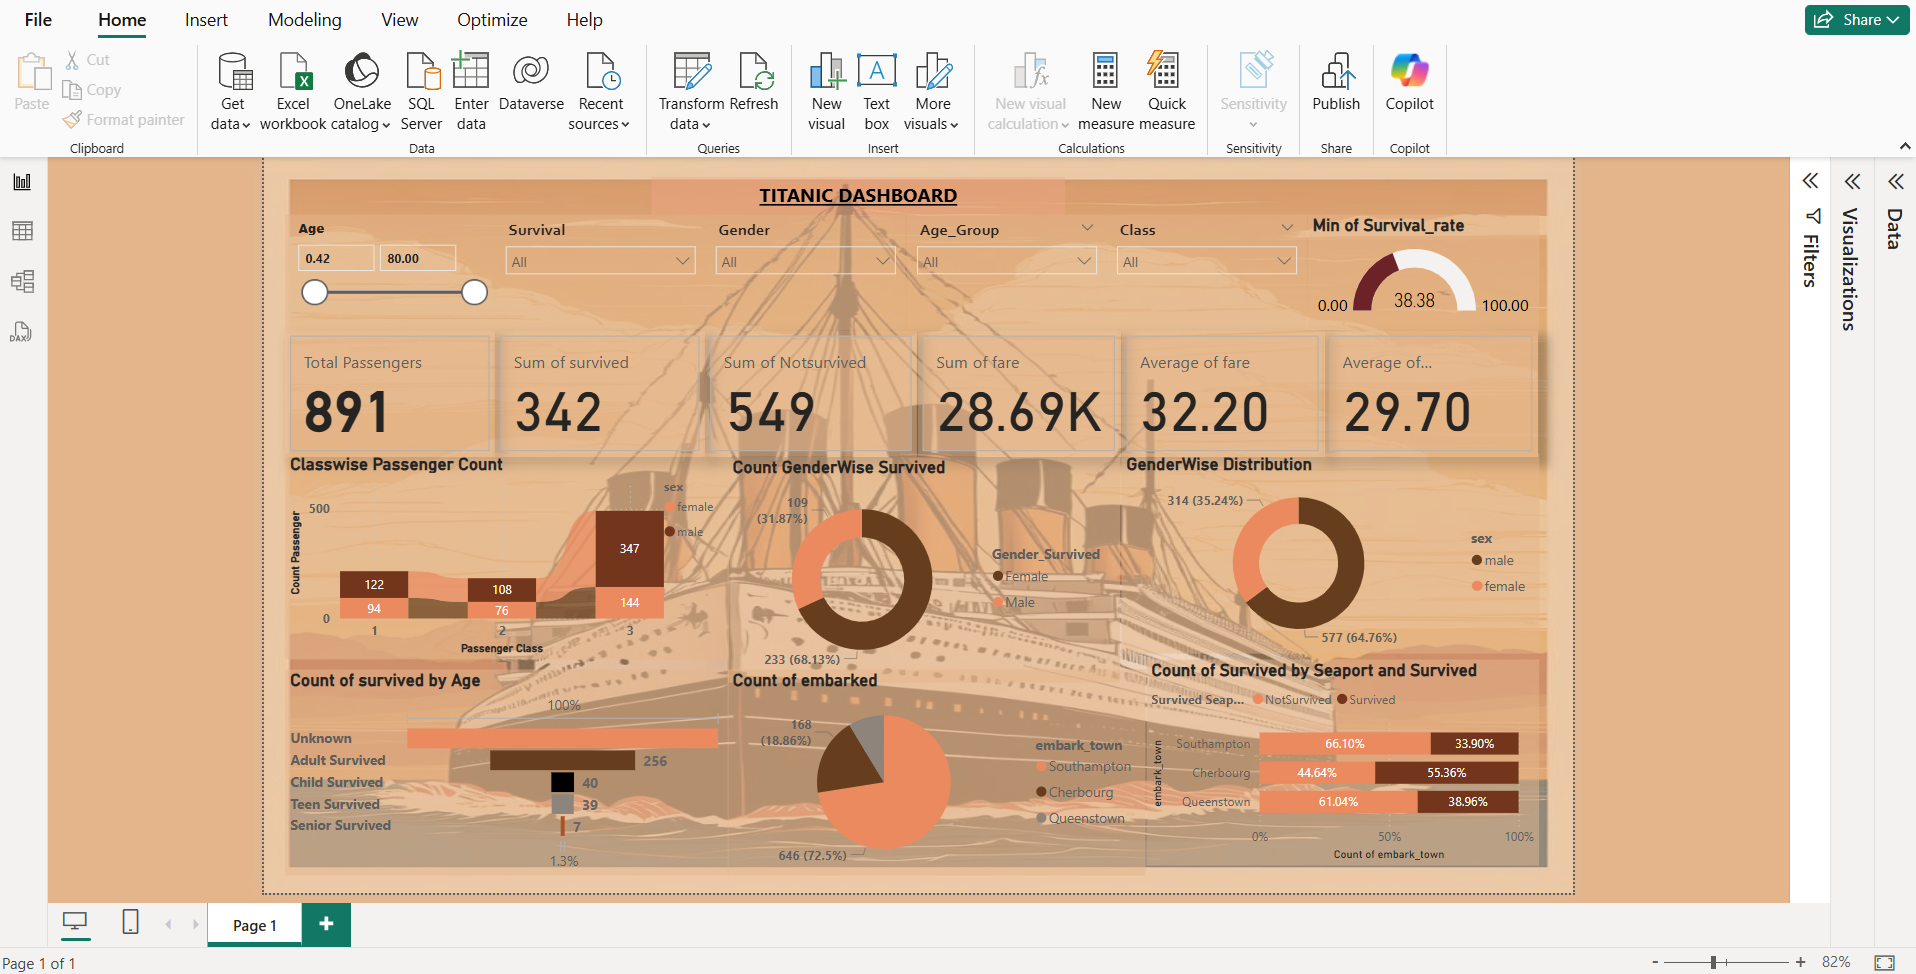 File Home Insert Modeling View Optimize Help Share
Paste
Cut
Copy
Format painter
Clipboard
Get data
Excel workbook
OneLake catalog
SQL Server
Enter data
Dataverse
Recent sources
Data
Transform data
Refresh
Queries
New visual
Text box
More visuals
Insert
New visual calculation
New measure
Quick measure
Calculations
Sensitivity
Sensitivity
Publish
Share
Copilot
Copilot
TITANIC DASHBOARD
Age
0.42 80.00
Survival
All
Gender
All
Age_Group
All
Class
All
Min of Survival_rate
38.38
0.00 100.00
Total Passengers
891
Sum of survived
342
Sum of Notsurvived
549
Sum of fare
28.69K
Average of fare
32.20
Average of...
29.70
Classwise Passenger Count
sex
female
male
Count Passenger
500
0
122
94
108
76
347
144
1 2 3
Passenger Class
Count GenderWise Survived
109
(31.87%)
233 (68.13%)
Gender_Survived
Female
Male
GenderWise Distribution
314 (35.24%)
577 (64.76%)
sex
male
female
Count of survived by Age
100%
Unknown
Adult Survived 256
Child Survived 40
Teen Survived 39
Senior Survived 7
1.3%
Count of embarked
168
(18.86%)
646 (72.5%)
embark_town
Southampton
Cherbourg
Queenstown
Count of Survived by Seaport and Survived
Survived Seap... NotSurvived Survived
embark_town
Southampton 66.10% 33.90%
Cherbourg 44.64% 55.36%
Queenstown 61.04% 38.96%
0% 50% 100%
Count of embark_town
Filters
Visualizations
Data
DAX
Page 1
+
Page 1 of 1
- + 82%